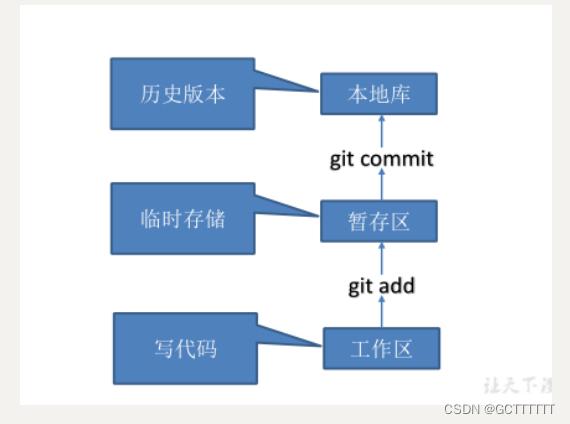 历史版本
本地库
git commit
临时存储
暂存区
git add
写代码
工作区
让天下没
CSDN @GCTTTTTT